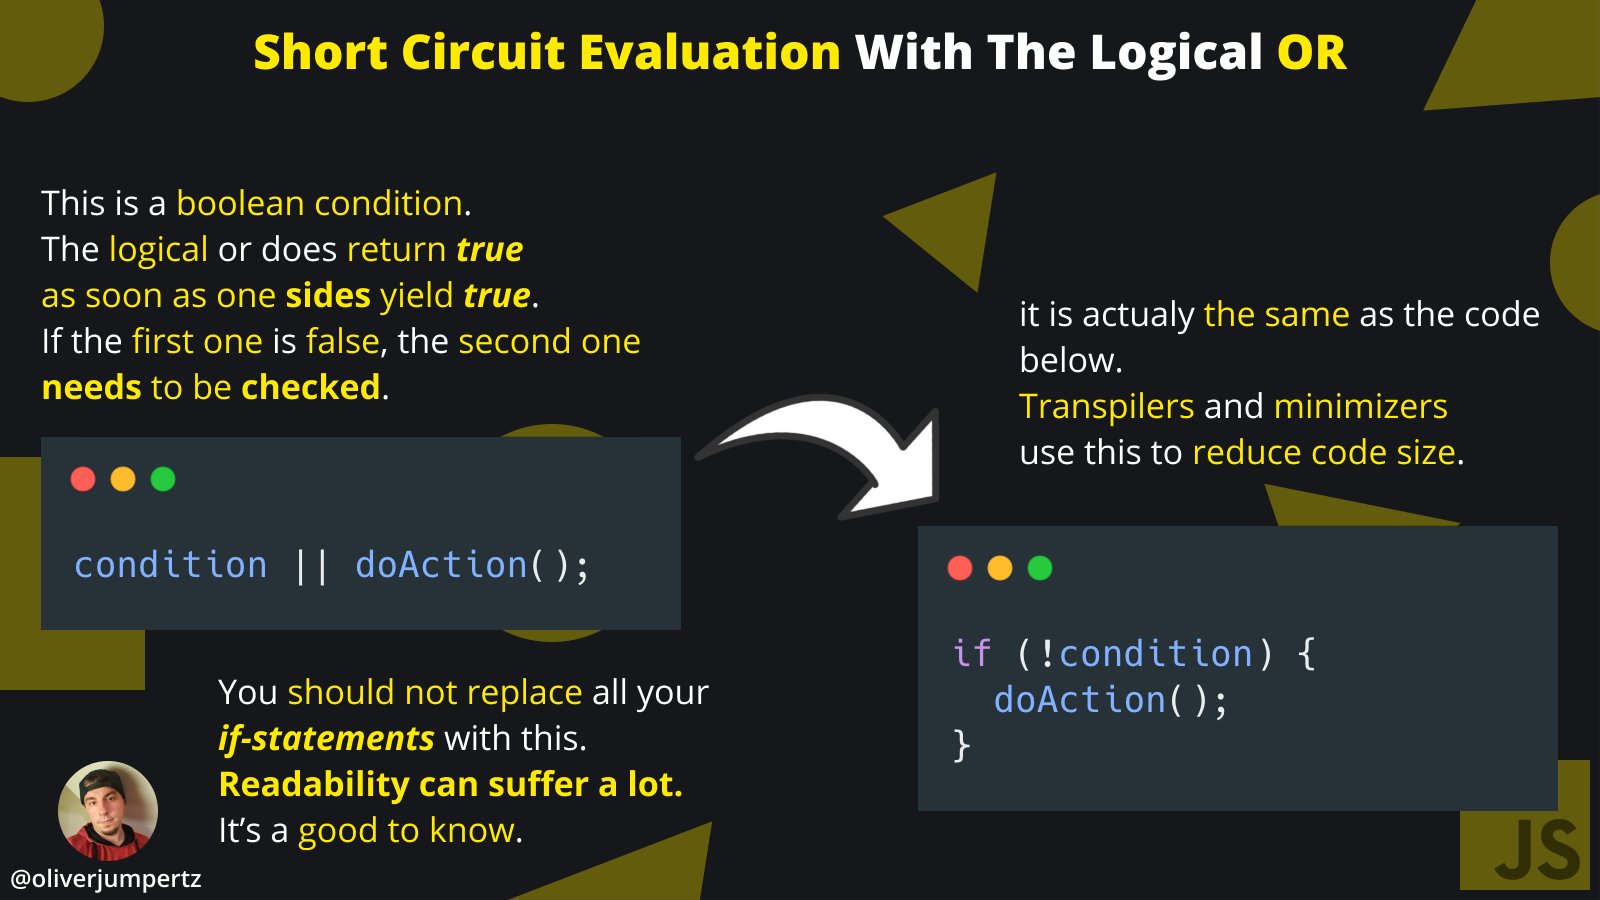 Short Circuit Evaluation With The Logical OR
This is a boolean condition.
The logical or does return true
as soon as one sides yield true.
If the first one is false, the second one
needs to be checked.
condition || doAction();
You should not replace all your
if-statements with this.
Readability can suffer a lot.
It's a good to know.
@oliverjumpertz
it is actualy the same as the code
below.
Transpilers and minimizers
use this to reduce code size.
if (!condition) {
  doAction();
}
JS